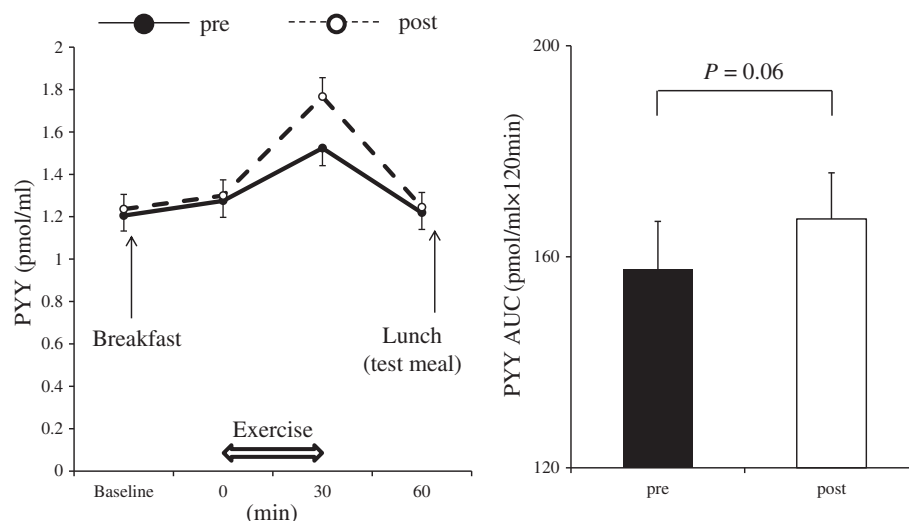 pre
post
PYY (pmol/ml)
2
1.8
1.6
1.4
1.2
1
0.8
0.6
0.4
0.2
0
Breakfast
Lunch
(test meal)
Exercise
Baseline
0
30
60
(min)
PYY AUC (pmol/ml×120min)
200
160
120
P = 0.06
pre
post